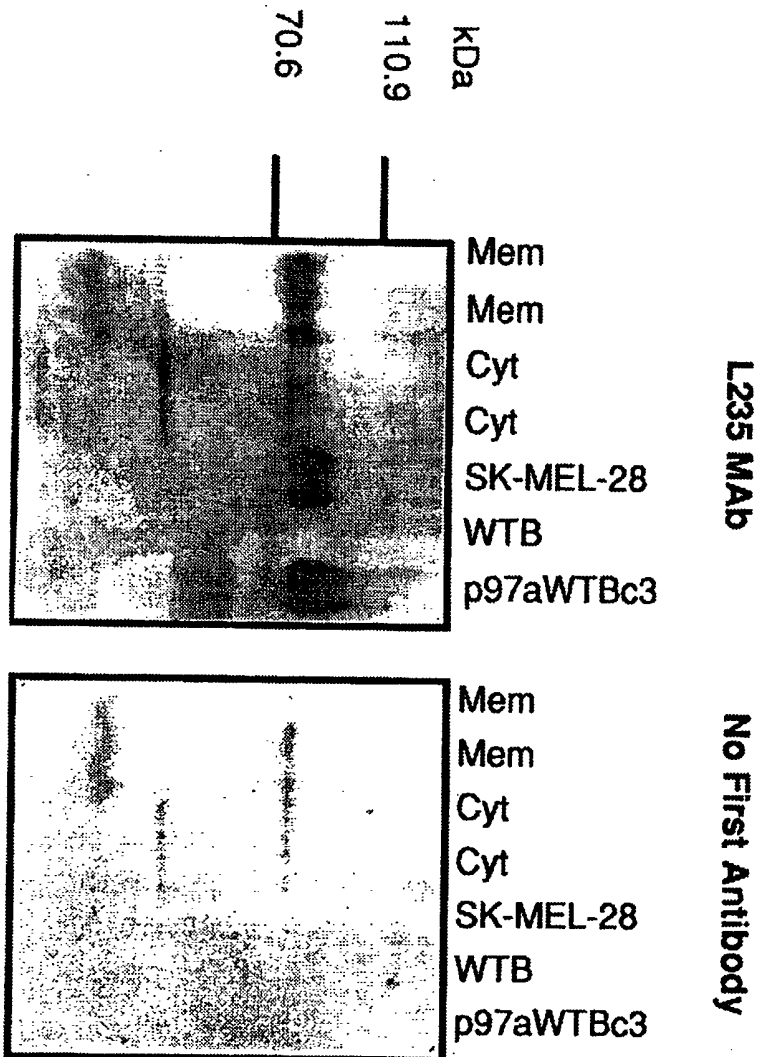 kDa
110.9
70.6
L235 MAb
Mem
Mem
Cyt
Cyt
SK-MEL-28
WTB
p97aWTBc3
No First Antibody
Mem
Mem
Cyt
Cyt
SK-MEL-28
WTB
p97aWTBc3